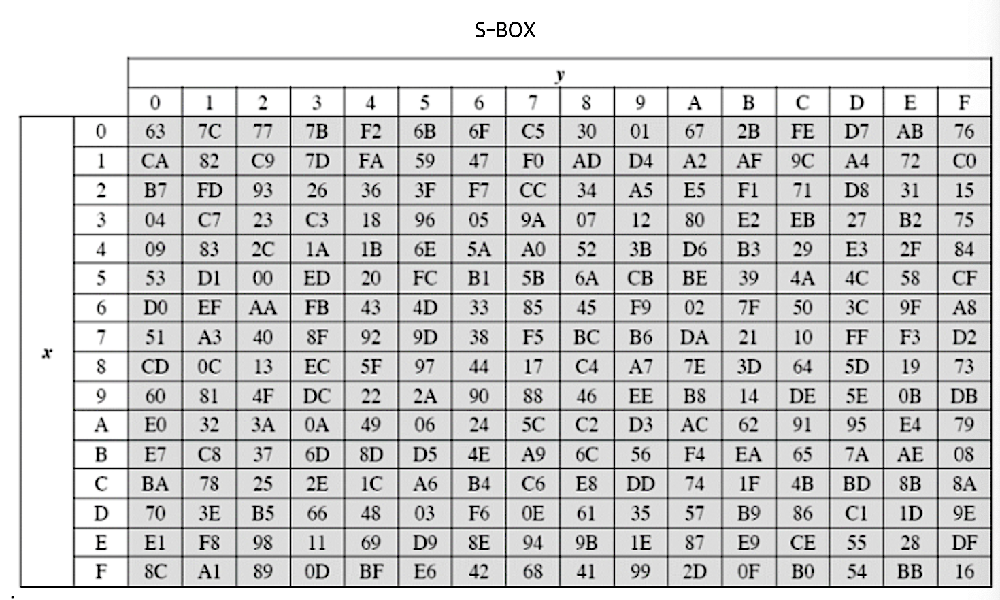 S-BOX
y
0 1 2 3 4 5 6 7 8 9 A B C D E F
0 63 7C 77 7B F2 6B 6F C5 30 01 67 2B FE D7 AB 76
1 CA 82 C9 7D FA 59 47 F0 AD D4 A2 AF 9C A4 72 C0
2 B7 FD 93 26 36 3F F7 CC 34 A5 E5 F1 71 D8 31 15
3 04 C7 23 C3 18 96 05 9A 07 12 80 E2 EB 27 B2 75
4 09 83 2C 1A 1B 6E 5A A0 52 3B D6 B3 29 E3 2F 84
5 53 D1 00 ED 20 FC B1 5B 6A CB BE 39 4A 4C 58 CF
6 D0 EF AA FB 43 4D 33 85 45 F9 02 7F 50 3C 9F A8
7 51 A3 40 8F 92 9D 38 F5 BC B6 DA 21 10 FF F3 D2
x
8 CD 0C 13 EC 5F 97 44 17 C4 A7 7E 3D 64 5D 19 73
9 60 81 4F DC 22 2A 90 88 46 EE B8 14 DE 5E 0B DB
A E0 32 3A 0A 49 06 24 5C C2 D3 AC 62 91 95 E4 79
B E7 C8 37 6D 8D D5 4E A9 6C 56 F4 EA 65 7A AE 08
C BA 78 25 2E 1C A6 B4 C6 E8 DD 74 1F 4B BD 8B 8A
D 70 3E B5 66 48 03 F6 0E 61 35 57 B9 86 C1 1D 9E
E E1 F8 98 11 69 D9 8E 94 9B 1E 87 E9 CE 55 28 DF
F 8C A1 89 0D BF E6 42 68 41 99 2D 0F B0 54 BB 16
.